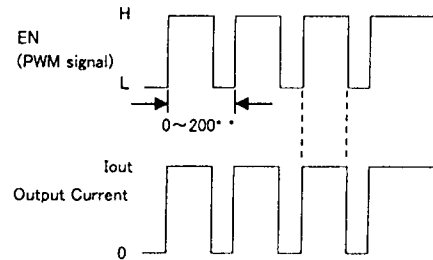 H
EN
(PWM signal)
L
0～200
Iout
Output Current
0